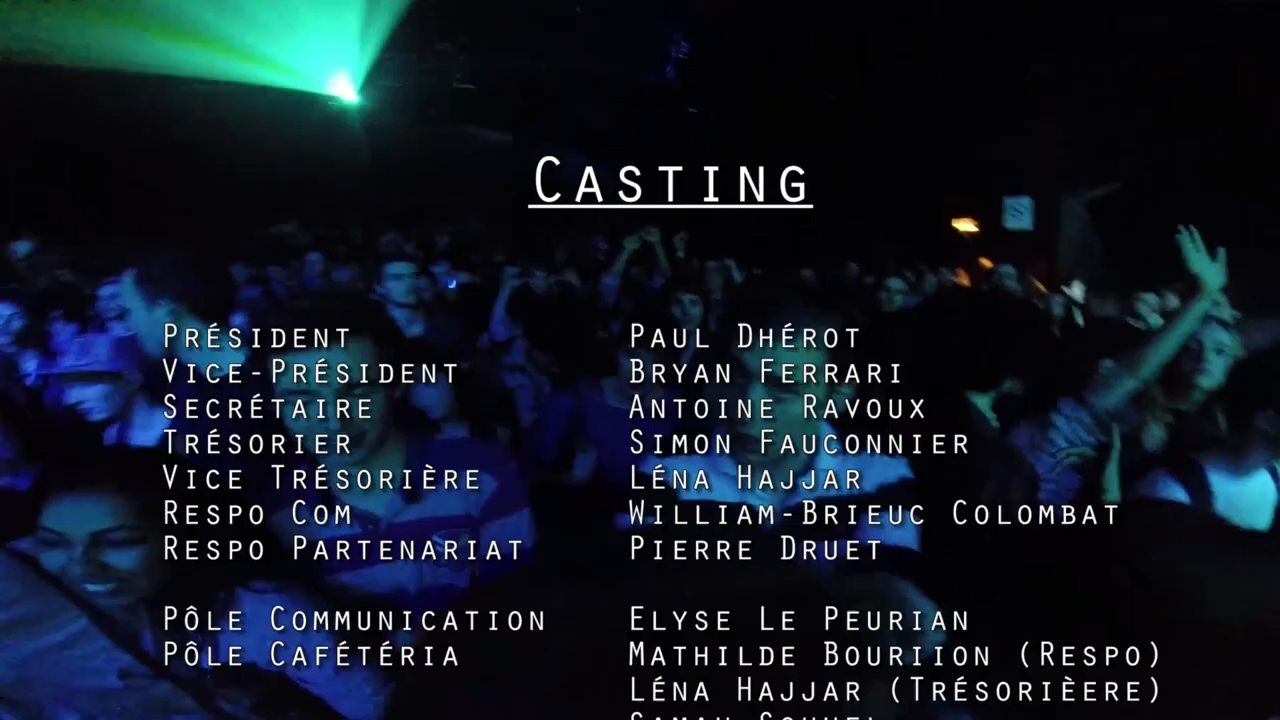 Casting
Président Paul Dhérot
Vice-Président Bryan Ferrari
Secrétaire Antoine Ravoux
Trésorier Simon Fauconnier
Vice Trésorière Léna Hajjar
Respo Com William-Brieuc Colombat
Respo Partenariat Pierre Druet
Pôle Communication Elyse Le Peurian
Pôle Cafétéria Mathilde Bouriion (Respo)
Léna Hajjar (Trésorièere)